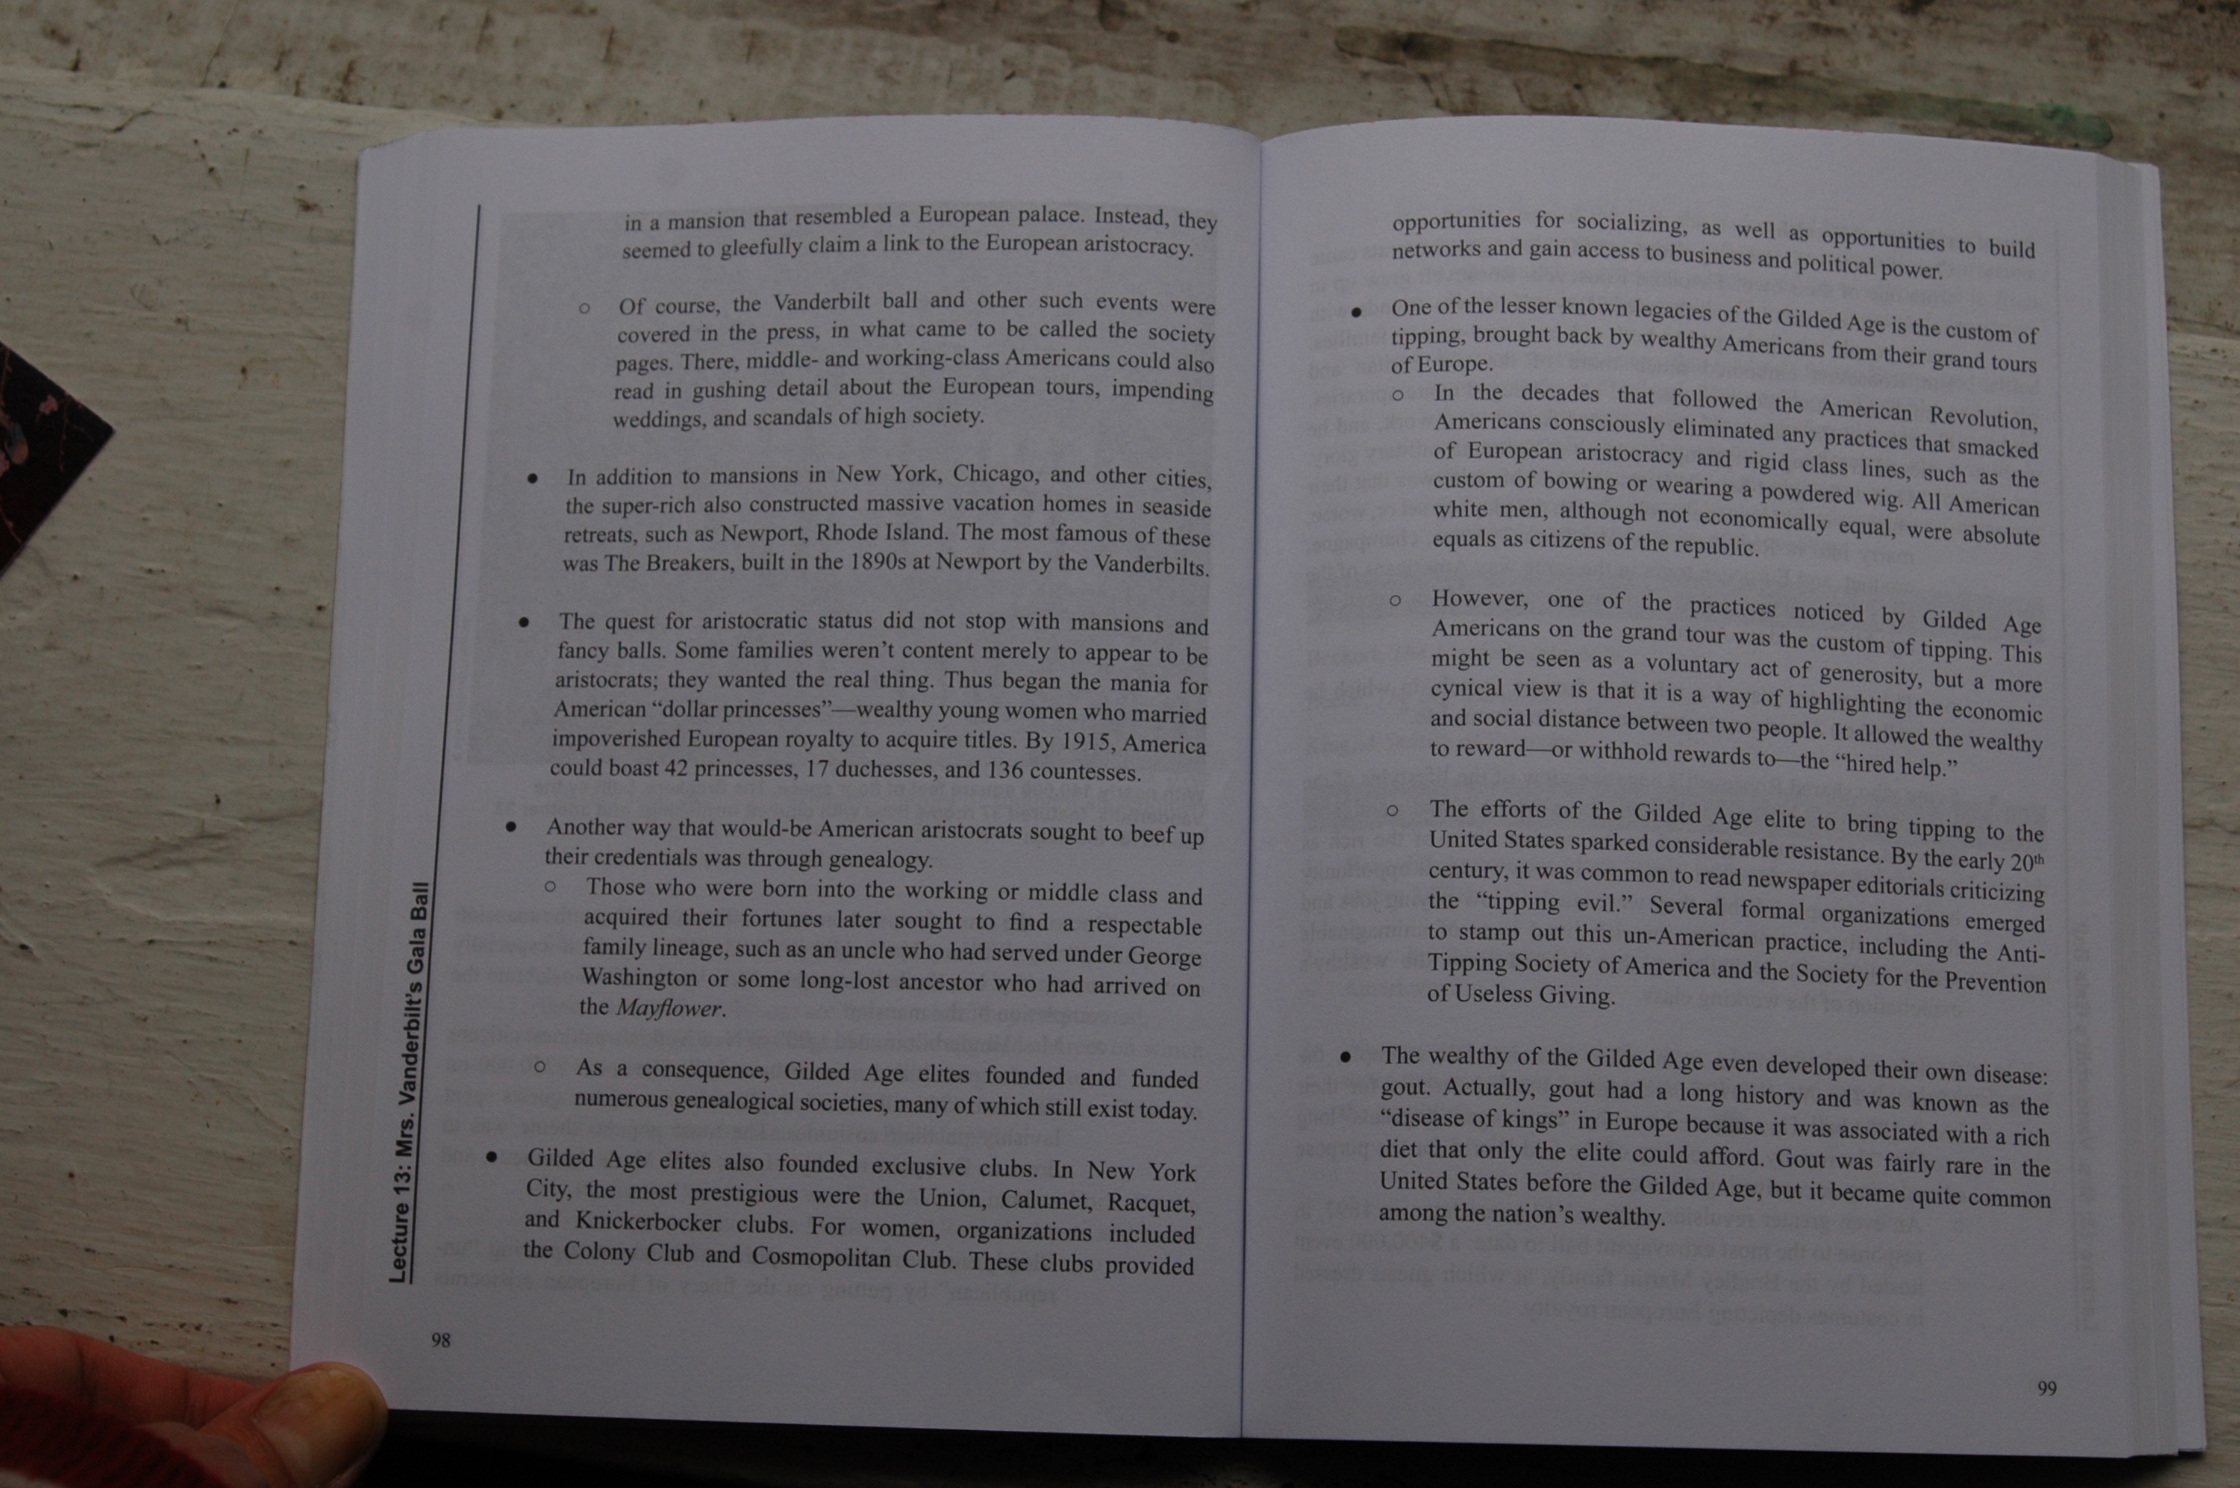 in a mansion that resembled a European palace. Instead, they
seemed to gleefully claim a link to the European aristocracy.
○ Of course, the Vanderbilt ball and other such events were
covered in the press, in what came to be called the society
pages. There, middle- and working-class Americans could also
read in gushing detail about the European tours, impending
weddings, and scandals of high society.
● In addition to mansions in New York, Chicago, and other cities,
the super-rich also constructed massive vacation homes in seaside
retreats, such as Newport, Rhode Island. The most famous of these
was The Breakers, built in the 1890s at Newport by the Vanderbilts.
● The quest for aristocratic status did not stop with mansions and
fancy balls. Some families weren’t content merely to appear to be
aristocrats; they wanted the real thing. Thus began the mania for
American “dollar princesses”—wealthy young women who married
impoverished European royalty to acquire titles. By 1915, America
could boast 42 princesses, 17 duchesses, and 136 countesses.
● Another way that would-be American aristocrats sought to beef up
their credentials was through genealogy.
○ Those who were born into the working or middle class and
acquired their fortunes later sought to find a respectable
family lineage, such as an uncle who had served under George
Washington or some long-lost ancestor who had arrived on
the Mayflower.
○ As a consequence, Gilded Age elites founded and funded
numerous genealogical societies, many of which still exist today.
● Gilded Age elites also founded exclusive clubs. In New York
City, the most prestigious were the Union, Calumet, Racquet,
and Knickerbocker clubs. For women, organizations included
the Colony Club and Cosmopolitan Club. These clubs provided
Lecture 13: Mrs. Vanderbilt’s Gala Ball
98
opportunities for socializing, as well as opportunities to build
networks and gain access to business and political power.
● One of the lesser known legacies of the Gilded Age is the custom of
tipping, brought back by wealthy Americans from their grand tours
of Europe.
○ In the decades that followed the American Revolution,
Americans consciously eliminated any practices that smacked
of European aristocracy and rigid class lines, such as the
custom of bowing or wearing a powdered wig. All American
white men, although not economically equal, were absolute
equals as citizens of the republic.
○ However, one of the practices noticed by Gilded Age
Americans on the grand tour was the custom of tipping. This
might be seen as a voluntary act of generosity, but a more
cynical view is that it is a way of highlighting the economic
and social distance between two people. It allowed the wealthy
to reward—or withhold rewards to—the “hired help.”
○ The efforts of the Gilded Age elite to bring tipping to the
United States sparked considerable resistance. By the early 20th
century, it was common to read newspaper editorials criticizing
the “tipping evil.” Several formal organizations emerged
to stamp out this un-American practice, including the Anti-
Tipping Society of America and the Society for the Prevention
of Useless Giving.
● The wealthy of the Gilded Age even developed their own disease:
gout. Actually, gout had a long history and was known as the
“disease of kings” in Europe because it was associated with a rich
diet that only the elite could afford. Gout was fairly rare in the
United States before the Gilded Age, but it became quite common
among the nation’s wealthy.
99